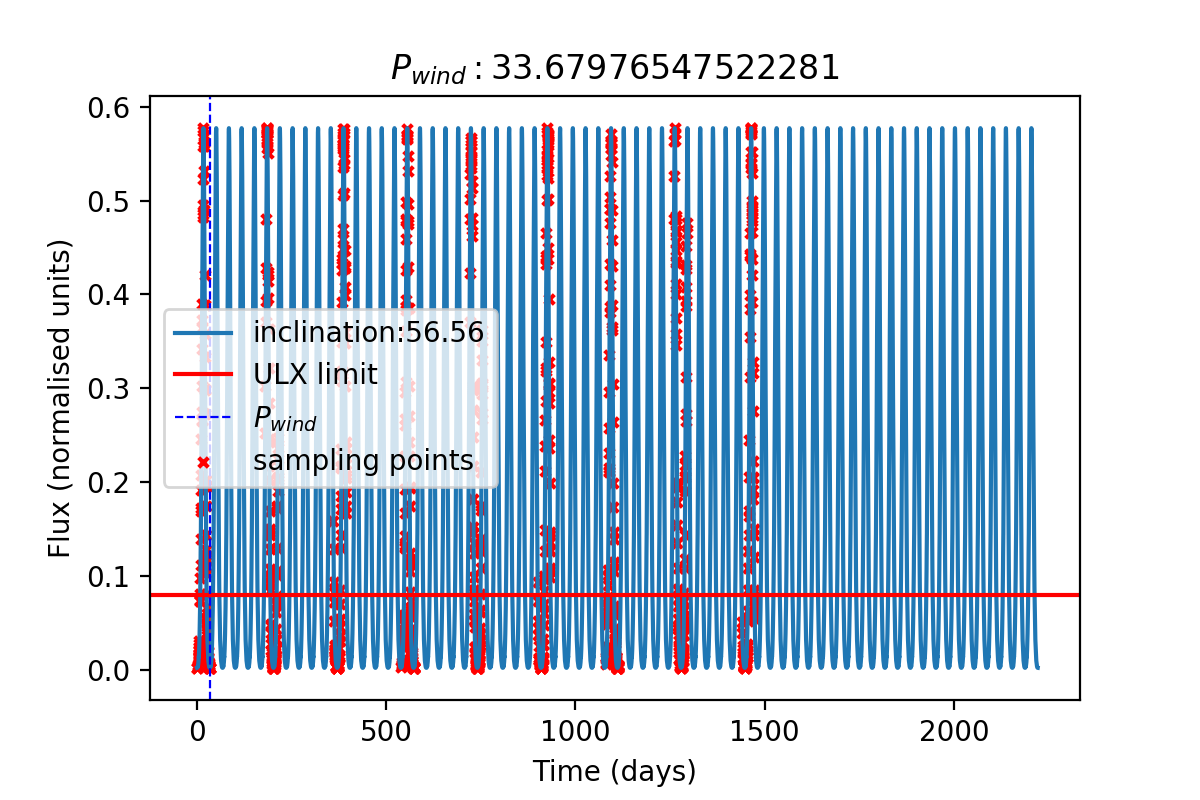 P_wind : 33.67976547522281
0.6
0.5
0.4
0.3
0.2
0.1
0.0
Flux (normalised units)
inclination:56.56
ULX limit
P_wind
sampling points
0 500 1000 1500 2000
Time (days)